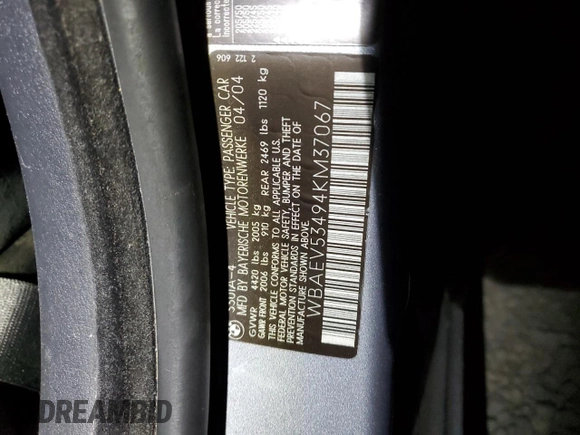 2 122 606
330IA-4
VEHICLE TYPE: PASSENGER CAR
MFD BY BAYERISCHE MOTORENWERKE 04/04
GVWR 4420 lbs 2005 kg
GAWR FRONT 2006 lbs 910 kg REAR 2469 lbs 1120 kg
THIS VEHICLE CONFORMS TO ALL APPLICABLE
FEDERAL MOTOR VEHICLE SAFETY, BUMPER AND THEFT
PREVENTION STANDARDS IN EFFECT ON THE DATE OF
MANUFACTURE SHOWN ABOVE.
WBAEV53494KM37067
DREAMBID